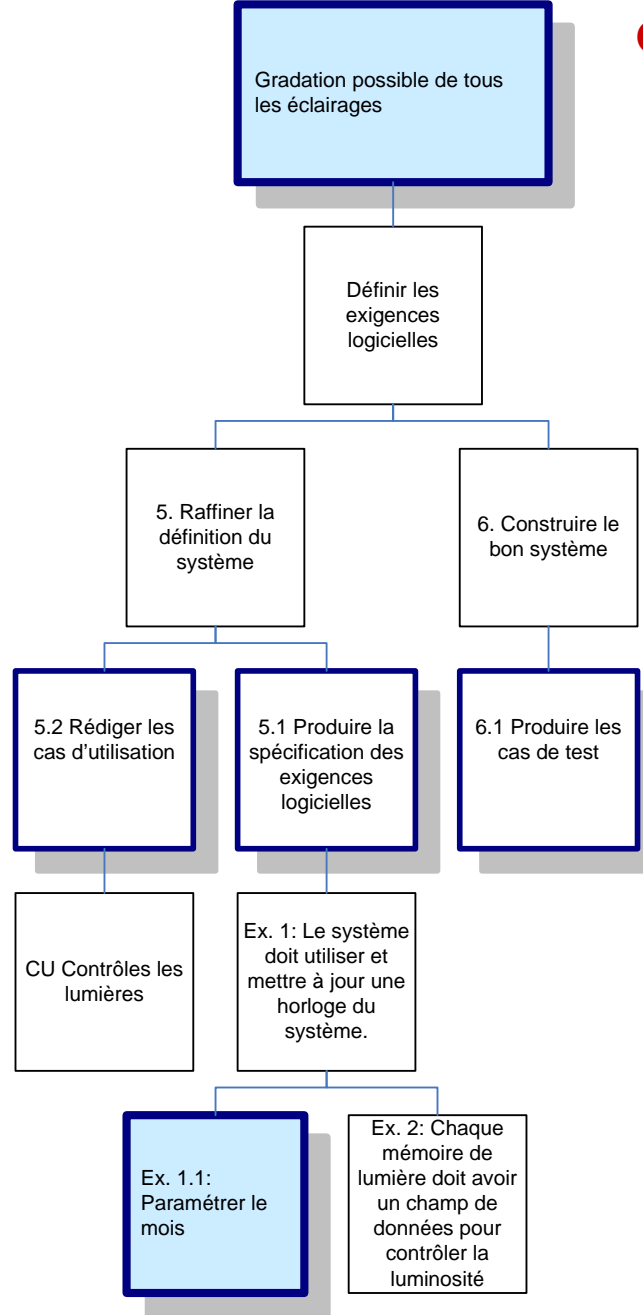 Gradation possible de tous
les éclairages
Définir les
exigences
logicielles
5. Raffiner la
définition du
système
6. Construire le
bon système
5.2 Rédiger les
cas d'utilisation
5.1 Produire la
spécification des
exigences
logicielles
6.1 Produire les
cas de test
CU Contrôles les
lumières
Ex. 1: Le système
doit utiliser et
mettre à jour une
horloge du
système.
Ex. 1.1:
Paramétrer le
mois
Ex. 2: Chaque
mémoire de
lumière doit avoir
un champ de
données pour
contrôler la
luminosité